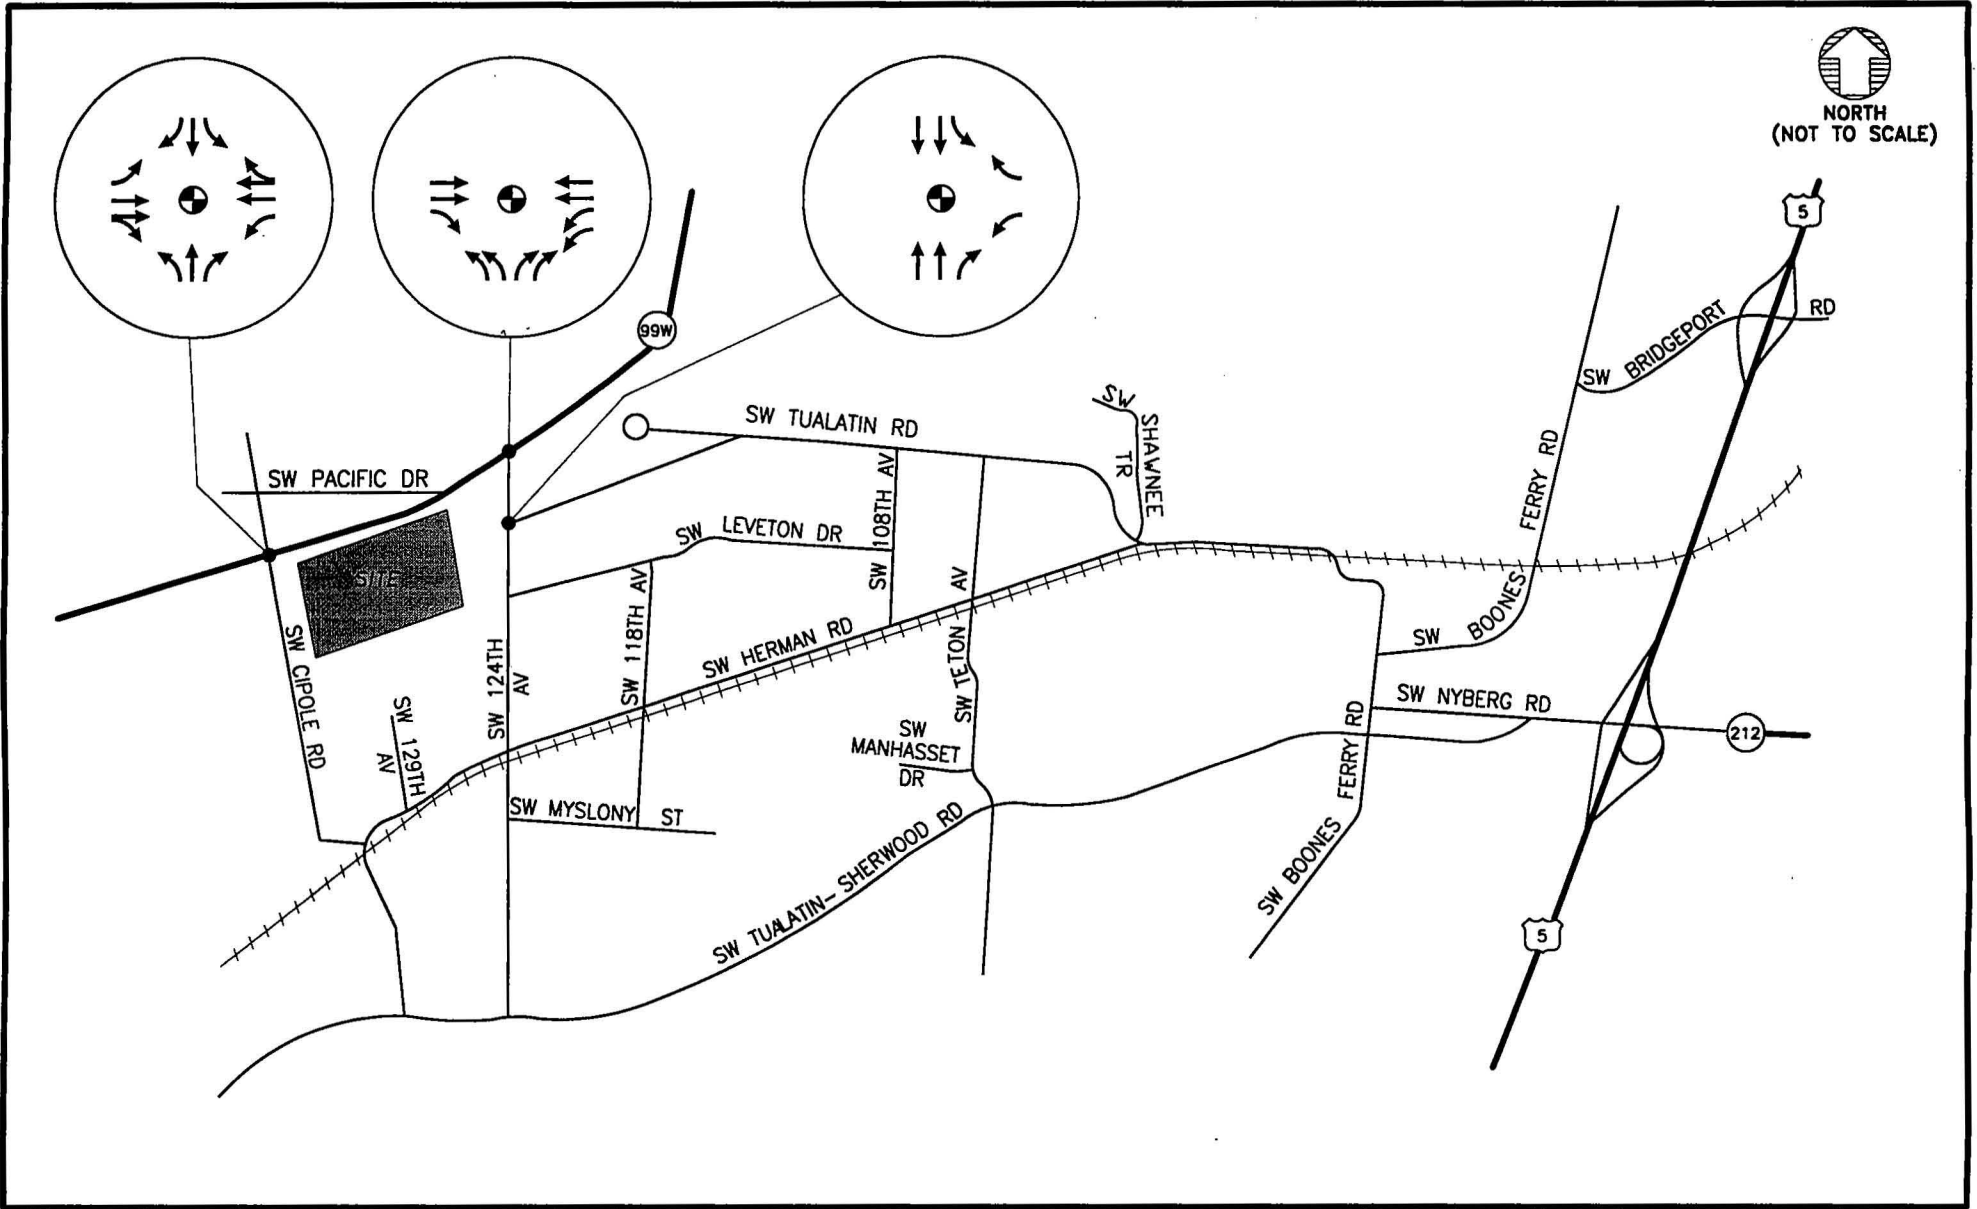 NORTH
(NOT TO SCALE)
5
99W
SW BRIDGEPORT RD
SW TUALATIN RD
SW
SHAWNEE
TR
SW PACIFIC DR
SW LEVETON DR
SW 108TH AV
FERRY RD
SITE
SW 118TH AV
SW HERMAN RD
SW TETON AV
SW BOONES
SW CIPOLE RD
SW 124TH
AV
SW 129TH
AV
SW NYBERG RD
212
SW
MANHASSET
DR
FERRY RD
SW MYSLONY ST
SW TUALATIN-SHERWOOD RD
SW BOONES
5